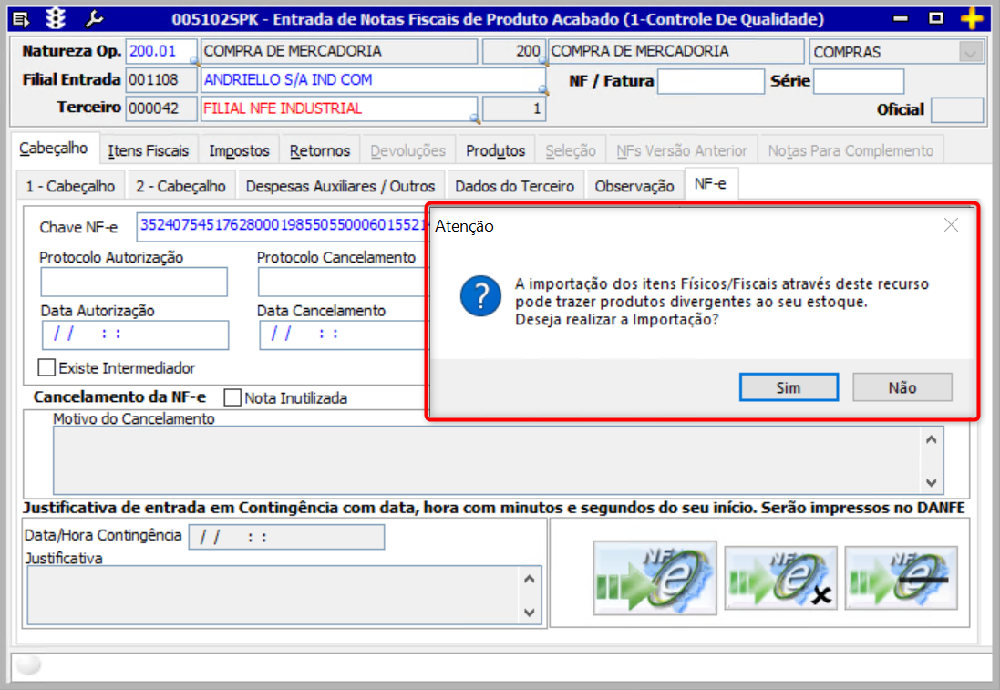 005102SPK - Entrada de Notas Fiscais de Produto Acabado (1-Controle De Qualidade)
Natureza Op. 200.01 COMPRA DE MERCADORIA 200 COMPRA DE MERCADORIA COMPRAS
Filial Entrada 001108 ANDRIELLO S/A IND COM NF / Fatura Série
Terceiro 000042 FILIAL NFE INDUSTRIAL 1 Oficial
Cabeçalho Itens Fiscais Impostos Retornos Devoluções Produtos Seleção NFs Versão Anterior Notas Para Complemento
1 - Cabeçalho 2 - Cabeçalho Despesas Auxiliares / Outros Dados do Terceiro Observação NF-e
Chave NF-e
Protocolo Autorização Protocolo Cancelamento
Data Autorização Data Cancelamento
/ / : : / / : :
Existe Intermediador
Atenção
A importação dos itens Físicos/Fiscais através deste recurso
pode trazer produtos divergentes ao seu estoque.
Deseja realizar a Importação?
Sim Não
Cancelamento da NF-e Nota Inutilizada
Motivo do Cancelamento
Justificativa de entrada em Contingência com data, hora com minutos e segundos do seu início. Serão impressos no DANFE
Data/Hora Contingência / / : :
Justificativa
NF e NF e x NF e